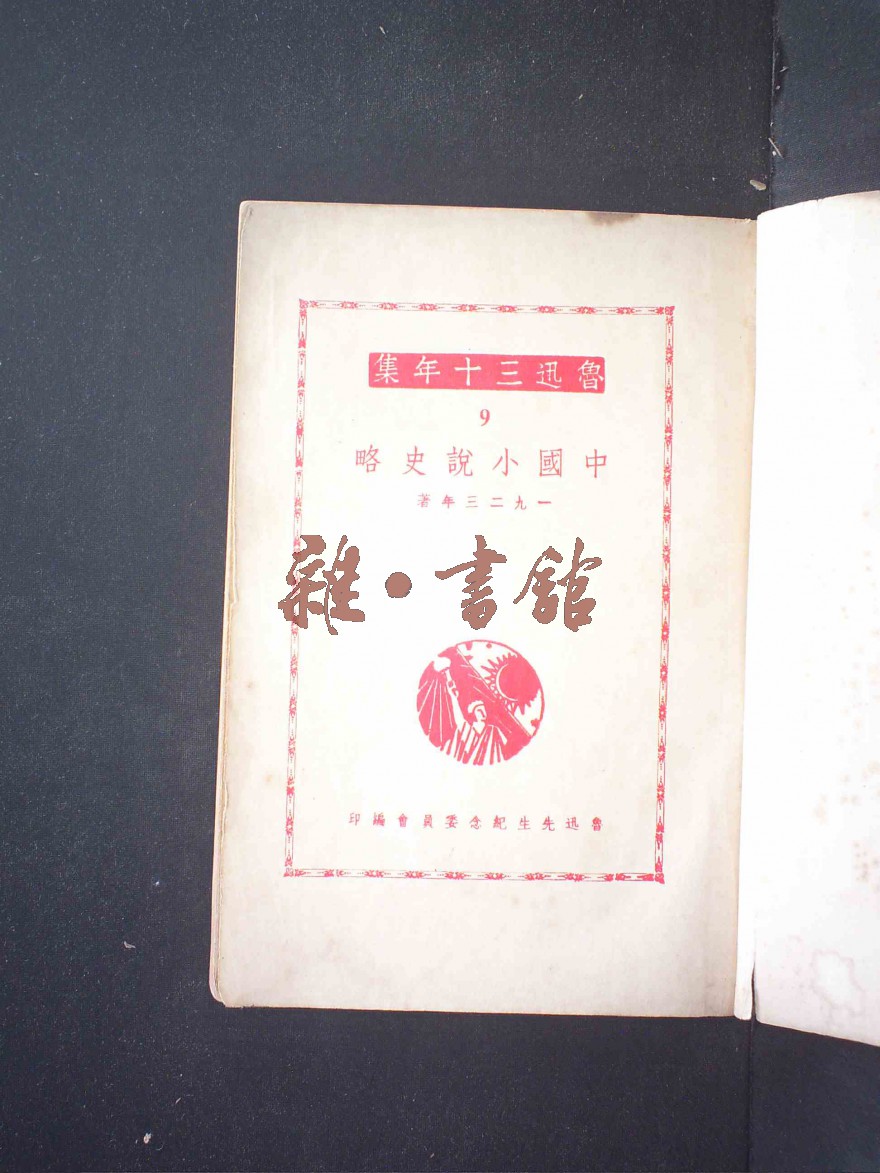 魯迅三十年集
9
中國小說史略
一九二三年著
雜·書館
魯迅先生紀念委員會編印